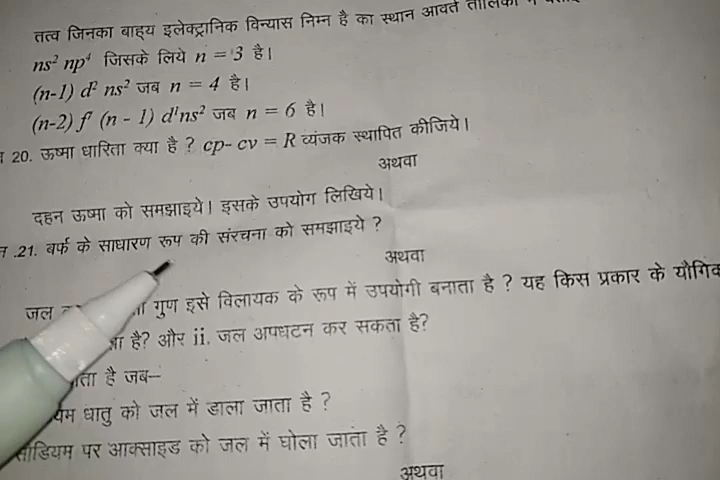 तत्व जिनका बाह्य इलेक्ट्रानिक विन्यास निम्न है का स्थान आवर्त तालिका
ns² np⁴ जिसके लिये n = 3 है।
(n-1) d² ns² जब n = 4 है।
(n-2) f⁷ (n - 1) d¹ns² जब n = 6 है।
20. ऊष्मा धारिता क्या है ? cp- cv = R व्यंजक स्थापित कीजिये।
अथवा
दहन ऊष्मा को समझाइये। इसके उपयोग लिखिये।
.21. बर्फ के साधारण रूप की संरचना को समझाइये ?
अथवा
जल गुण इसे विलायक के रूप में उपयोगी बनाता है ? यह किस प्रकार के यौगिक
है? और ii. जल अपघटन कर सकता है?
है जब–
धातु को जल में डाला जाता है ?
सोडियम पर आक्साइड को जल में घोला जाता है ?
अथवा